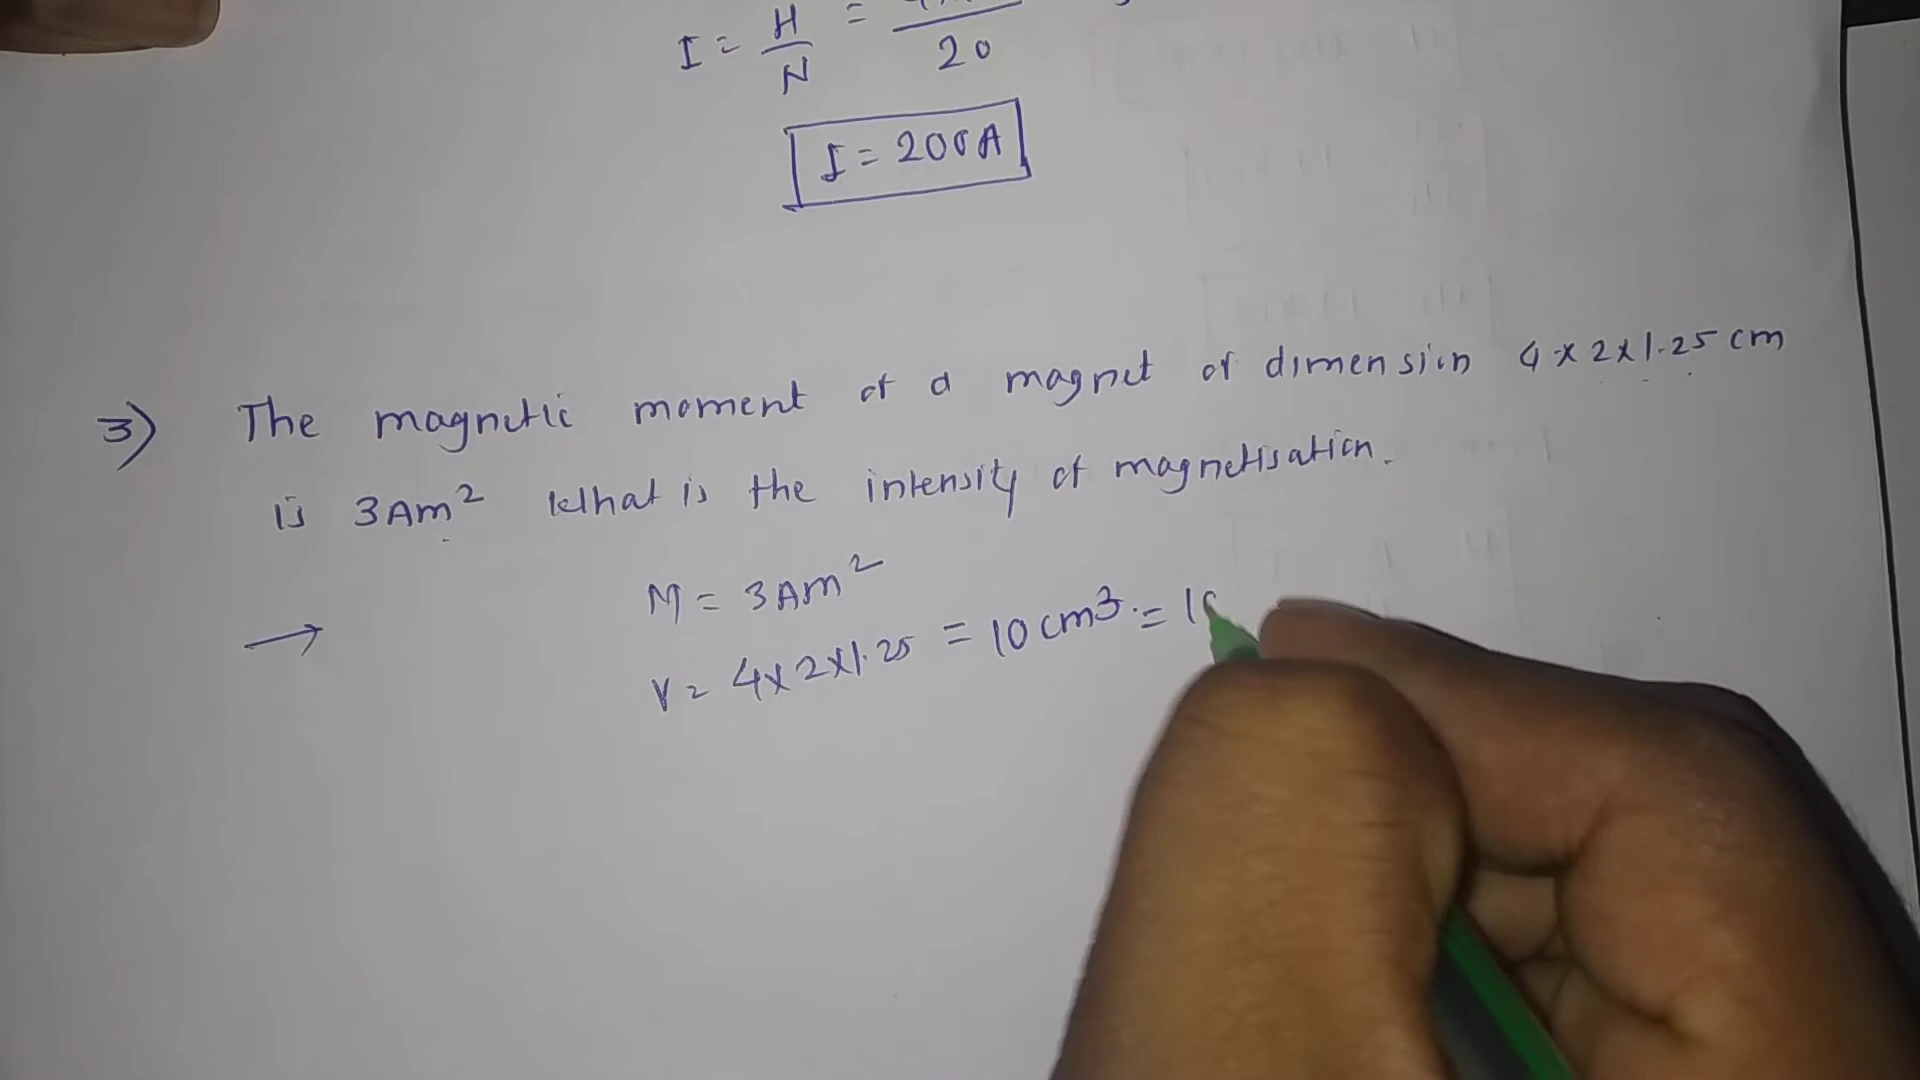 I = H/N = /20
I = 200A
3) The magnetic moment of a magnet of dimension 4 x 2 x 1.25 cm
is 3Am² What is the intensity of magnetisation.
→ M = 3Am²
V = 4x2x1.25 = 10cm³. = 10